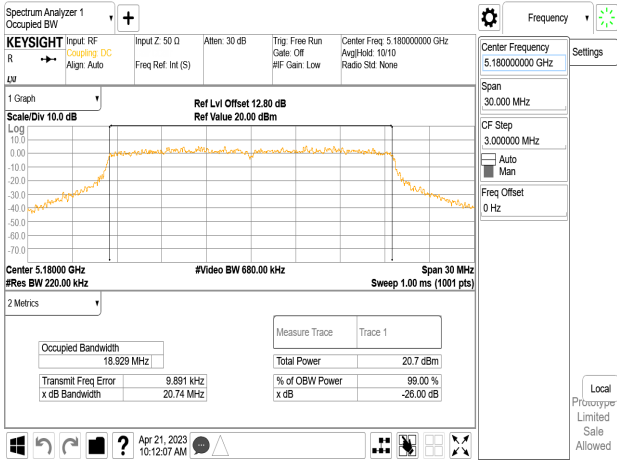 Spectrum Analyzer 1
Occupied BW
Frequency
KEYSIGHT
R
Input: RF
Coupling: DC
Align: Auto
Input Z: 50 Ω
Freq Ref: Int (S)
Atten: 30 dB
Trig: Free Run
Gate: Off
#IF Gain: Low
Center Freq: 5.180000000 GHz
Avg|Hold: 10/10
Radio Std: None
Center Frequency
5.180000000 GHz
Settings
Span
30.000 MHz
CF Step
3.000000 MHz
Auto
Man
Freq Offset
0 Hz
1 Graph
Scale/Div 10.0 dB
Ref Lvl Offset 12.80 dB
Ref Value 20.00 dBm
Log
10.0
0.00
-10.0
-20.0
-30.0
-40.0
-50.0
-60.0
-70.0
Center 5.18000 GHz
#Res BW 220.00 kHz
#Video BW 680.00 kHz
Span 30 MHz
Sweep 1.00 ms (1001 pts)
2 Metrics
Measure Trace Trace 1
Occupied Bandwidth
18.929 MHz
Total Power 20.7 dBm
Transmit Freq Error 9.891 kHz
% of OBW Power 99.00 %
x dB Bandwidth 20.74 MHz
x dB -26.00 dB
Local
Prototype
Limited
Sale
Allowed
?
Apr 21, 2023
10:12:07 AM